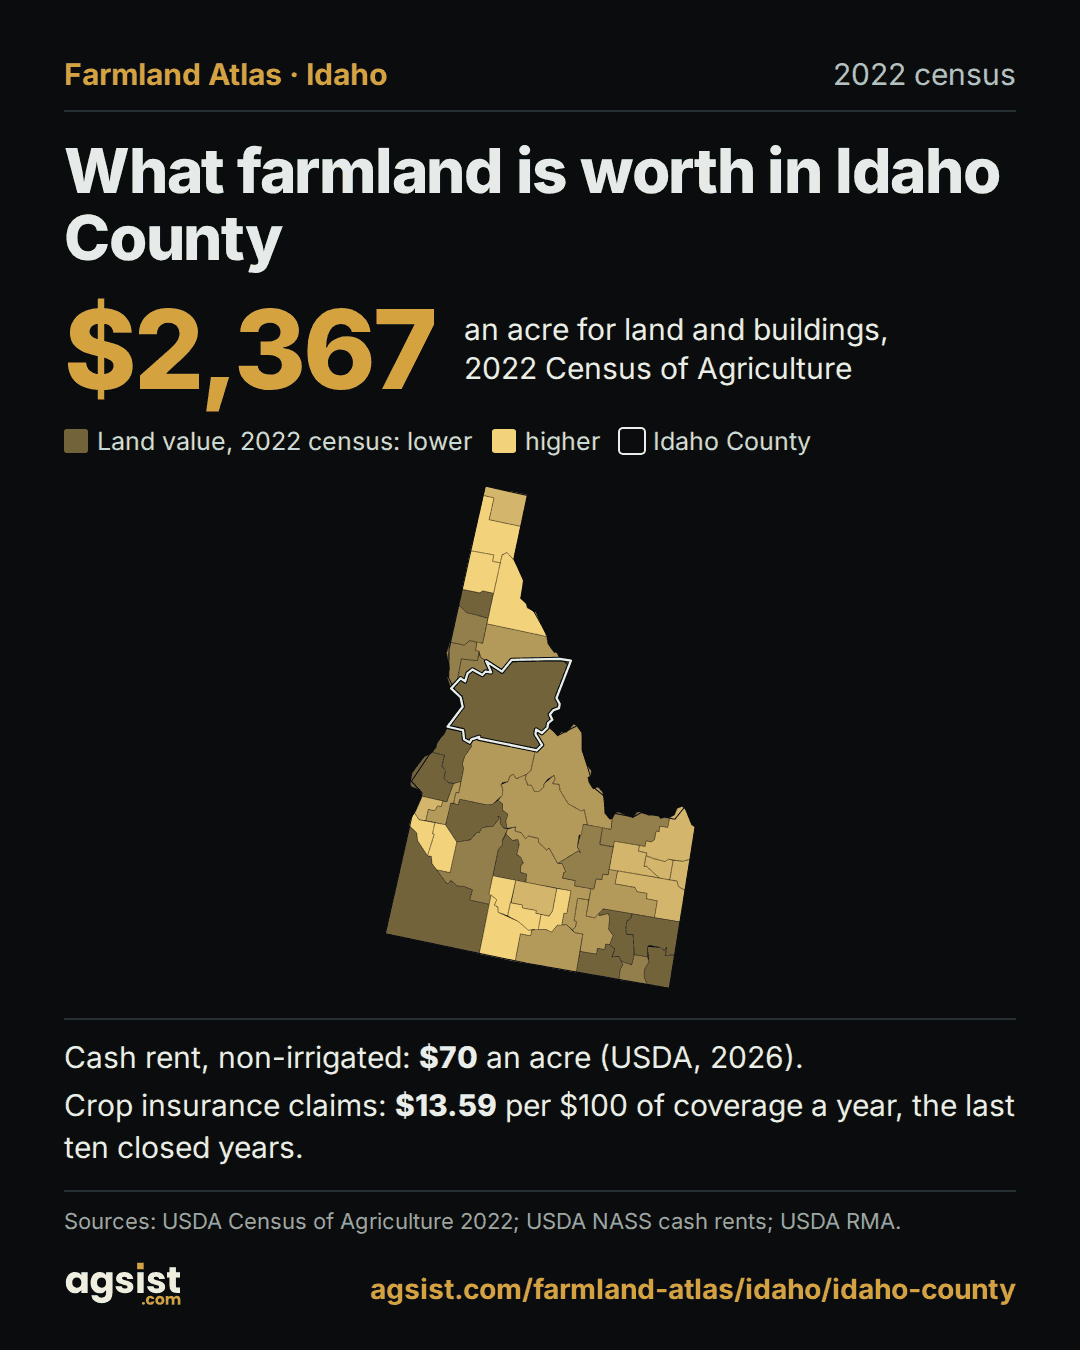 Farmland Atlas · Idaho
2022 census
What farmland is worth in Idaho
County
$2,367
an acre for land and buildings,
2022 Census of Agriculture
Land value, 2022 census: lower
higher
Idaho County
Cash rent, non-irrigated: $70 an acre (USDA, 2026).
Crop insurance claims: $13.59 per $100 of coverage a year, the last
ten closed years.
Sources: USDA Census of Agriculture 2022; USDA NASS cash rents; USDA RMA.
agsist
.com
agsist.com/farmland-atlas/idaho/idaho-county